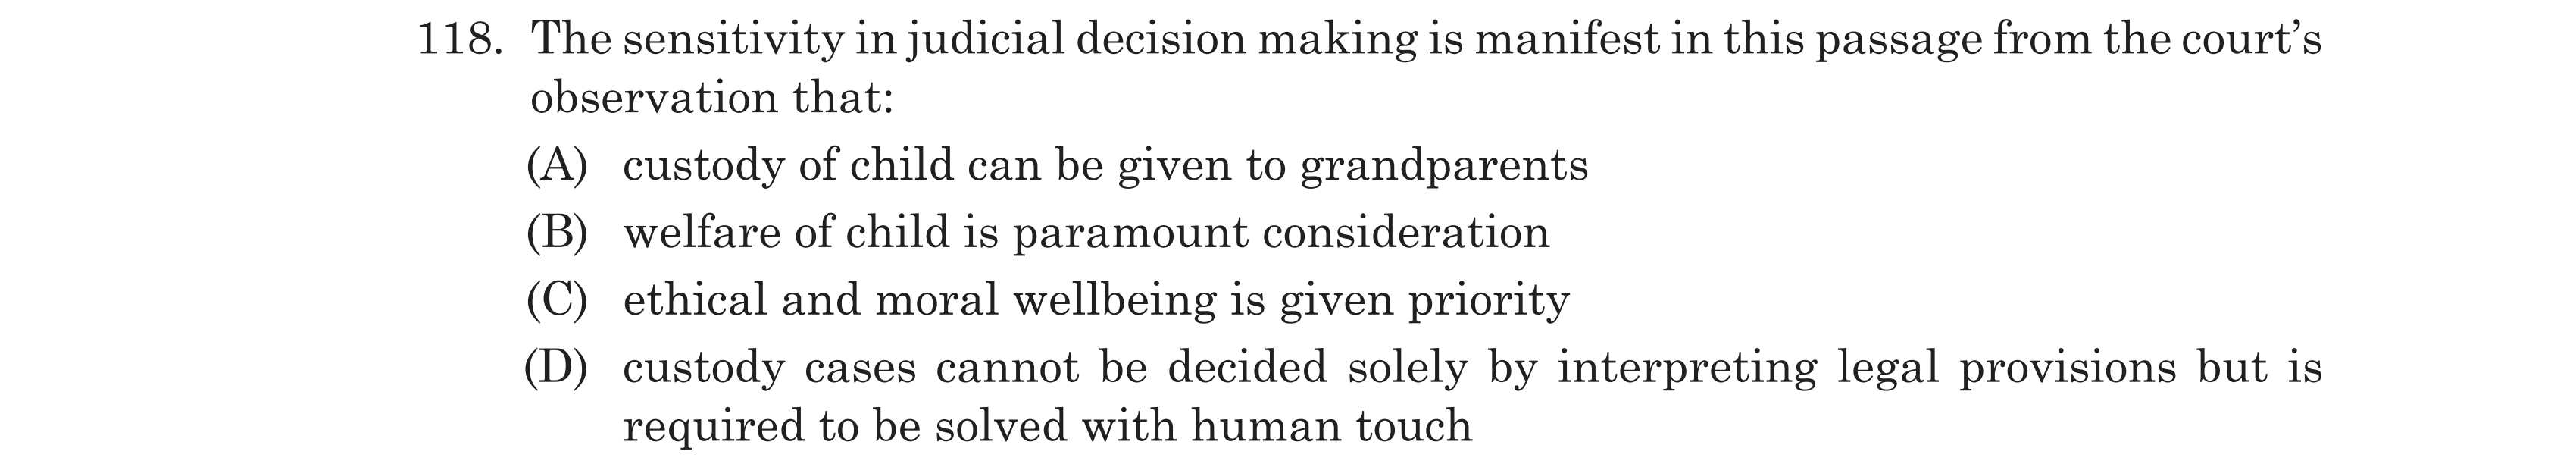 118. The sensitivity in judicial decision making is manifest in this passage from the court’s
observation that:
(A) custody of child can be given to grandparents
(B) welfare of child is paramount consideration
(C) ethical and moral wellbeing is given priority
(D) custody cases cannot be decided solely by interpreting legal provisions but is
required to be solved with human touch